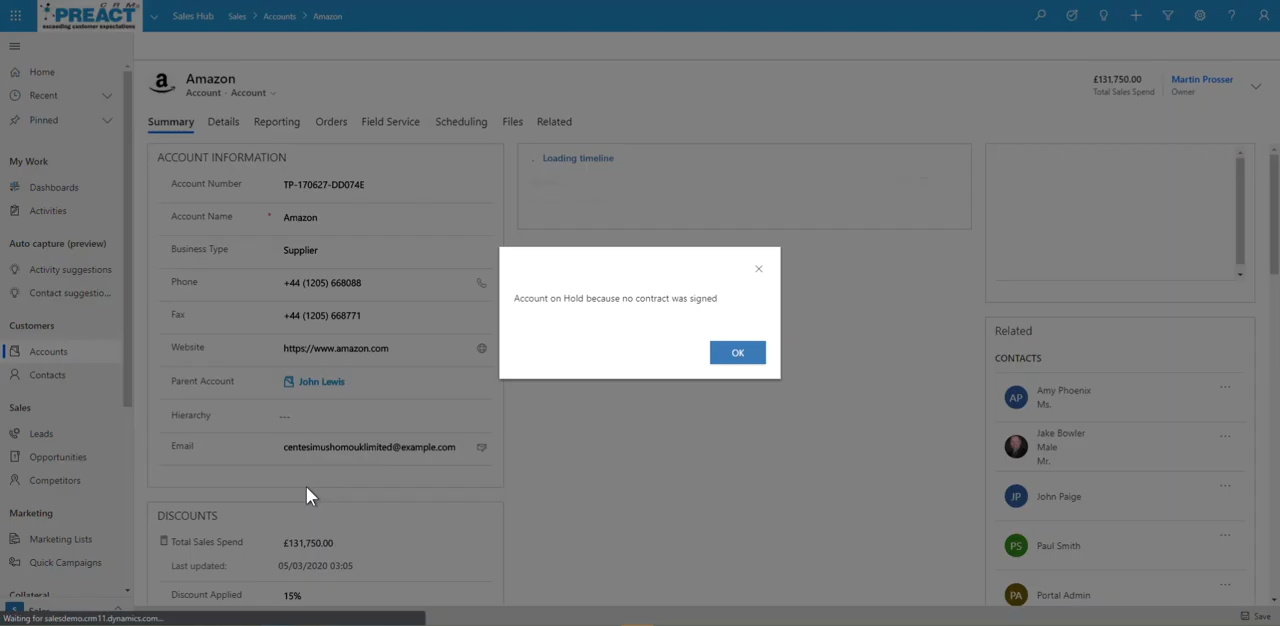 CRM
PREACT
exceeding customer expectations
Sales Hub
Sales > Accounts > Amazon
Home
Recent
Pinned
My Work
Dashboards
Activities
Auto capture (preview)
Activity suggestions
Contact suggestio...
Customers
Accounts
Contacts
Sales
Leads
Opportunities
Competitors
Marketing
Marketing Lists
Quick Campaigns
Collateral
S
Sales
Waiting for salesdemo.crm11.dynamics.com...
a
Amazon
Account · Account
£131,750.00
Total Sales Spend
Martin Prosser
Owner
Summary Details Reporting Orders Field Service Scheduling Files Related
ACCOUNT INFORMATION
Account Number TP-170627-DD074E
Account Name * Amazon
Business Type Supplier
Phone +44 (1205) 668088
Fax +44 (1205) 668771
Website https://www.amazon.com
Parent Account John Lewis
Hierarchy ---
Email centesimushomouklimited@example.com
DISCOUNTS
Total Sales Spend £131,750.00
Last updated: 05/03/2020 03:05
Discount Applied 15%
Loading timeline
Account on Hold because no contract was signed
OK
Related
CONTACTS
AP
Amy Phoenix
Ms.
Jake Bowler
Male
Mr.
JP
John Paige
PS
Paul Smith
PA
Portal Admin
Save